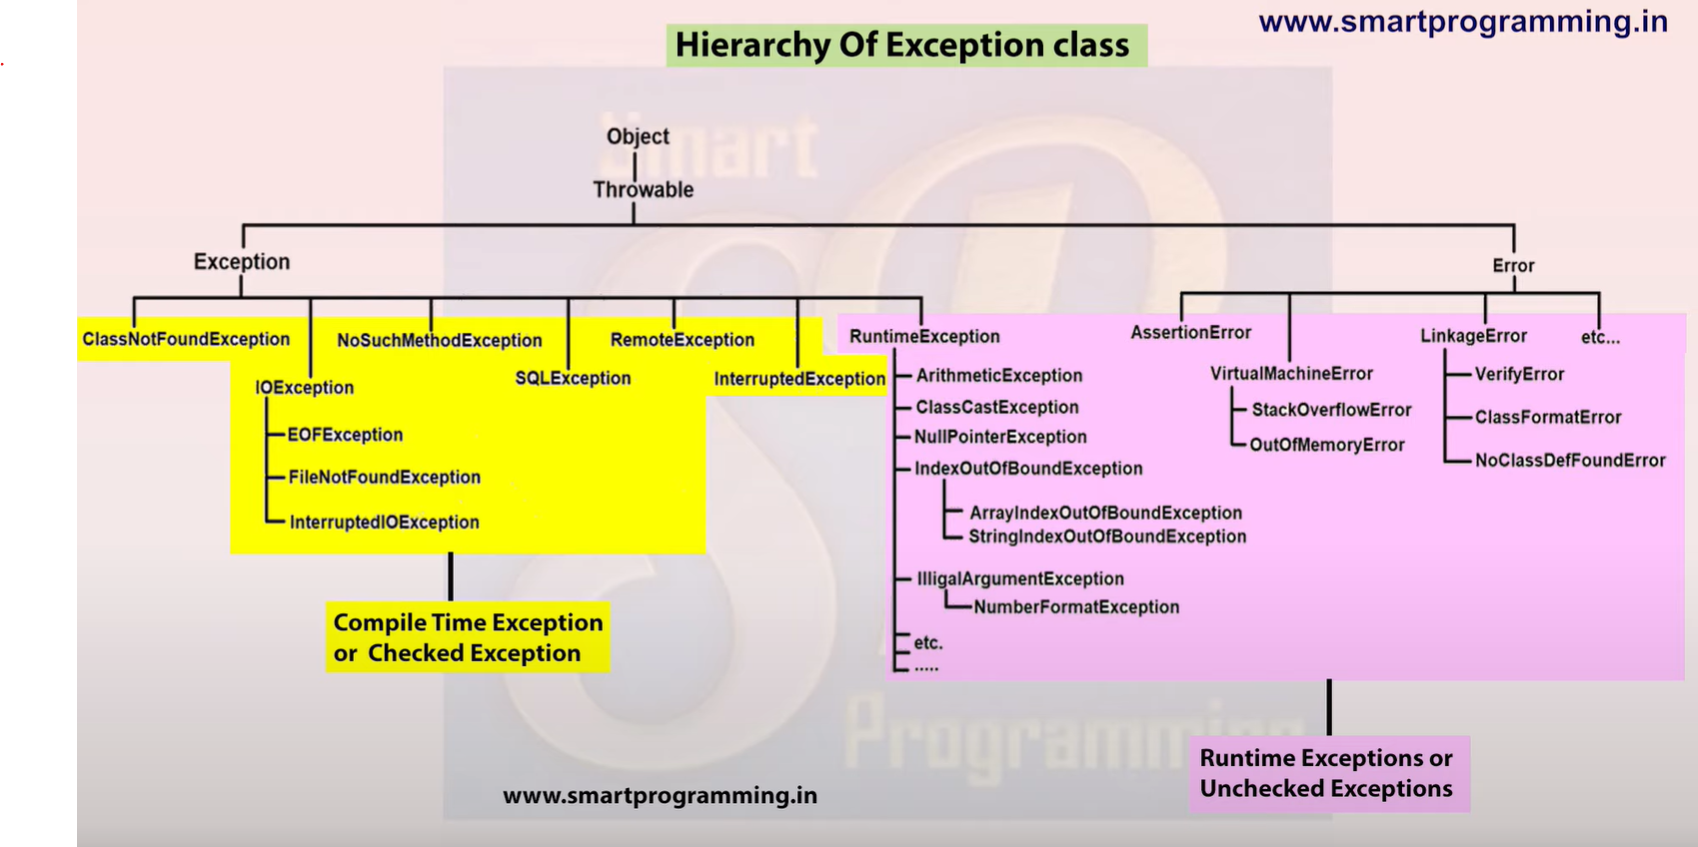 www.smartprogramming.in
Hierarchy Of Exception class
Smart
Object
Throwable
Exception
Error
ClassNotFoundException
NoSuchMethodException
RemoteException
RuntimeException
AssertionError
LinkageError
etc...
IOException
SQLException
InterruptedException
EOFException
FileNotFoundException
InterruptedIOException
ArithmeticException
ClassCastException
NullPointerException
IndexOutOfBoundException
ArrayIndexOutOfBoundException
StringIndexOutOfBoundException
IlligalArgumentException
NumberFormatException
etc.
.....
VirtualMachineError
StackOverflowError
OutOfMemoryError
VerifyError
ClassFormatError
NoClassDefFoundError
Compile Time Exception
or Checked Exception
Programming
Runtime Exceptions or
Unchecked Exceptions
www.smartprogramming.in